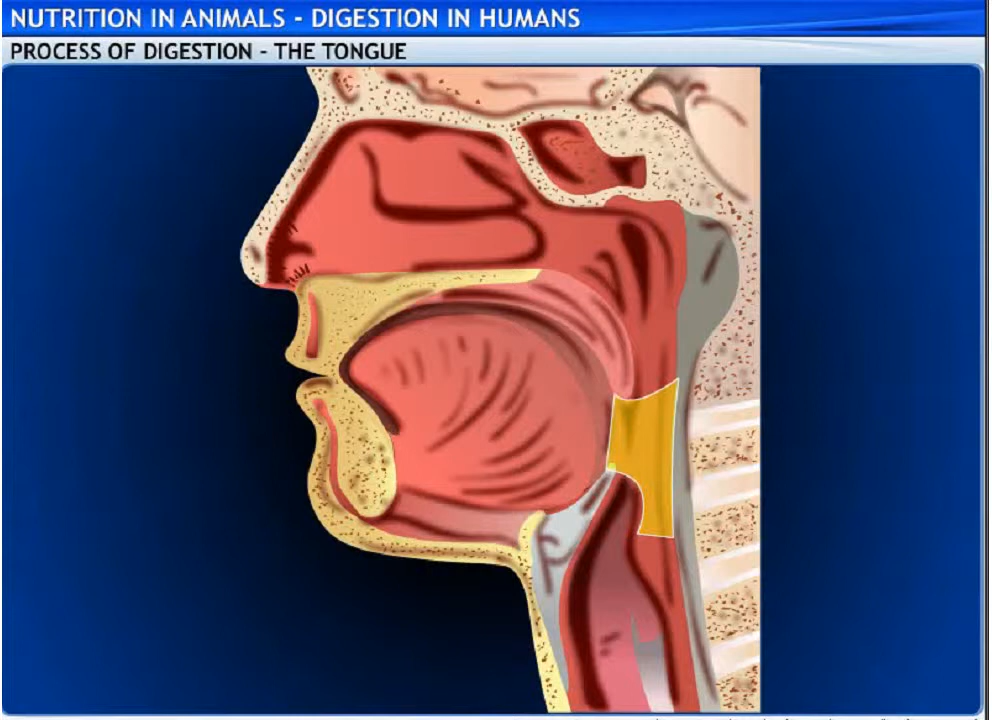 NUTRITION IN ANIMALS - DIGESTION IN HUMANS
PROCESS OF DIGESTION - THE TONGUE